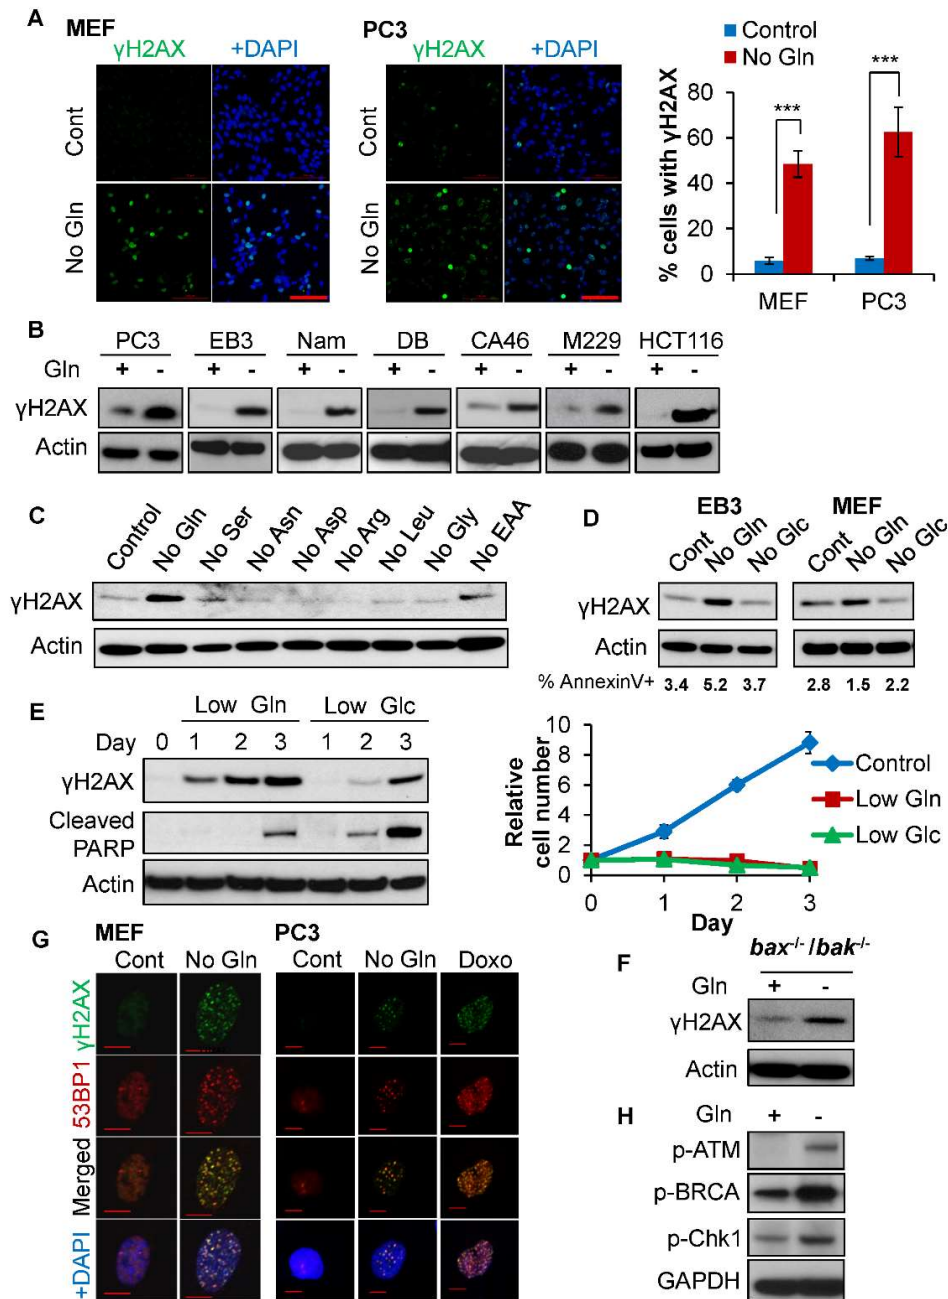 A
MEF
γH2AX
+DAPI
Cont
No Gln
PC3
γH2AX
+DAPI
Cont
No Gln
Control
No Gln
% cells with γH2AX
80
60
40
20
0
***
***
MEF
PC3
B
PC3 EB3 Nam DB CA46 M229 HCT116
Gln + - + - + - + - + - + - + -
γH2AX
Actin
C
Control No Gln No Ser No Asn No Asp No Arg No Leu No Gly No EAA
γH2AX
Actin
D
EB3 MEF
Cont No Gln No Glc Cont No Gln No Glc
γH2AX
Actin
% AnnexinV+ 3.4 5.2 3.7 2.8 1.5 2.2
E
Low Gln Low Glc
Day 0 1 2 3 1 2 3
γH2AX
Cleaved
PARP
Actin
Relative
cell number
10
8
6
4
2
0
0 1 2 3
Day
Control
Low Gln
Low Glc
G
MEF
Cont No Gln
PC3
Cont No Gln Doxo
γH2AX
53BP1
Merged
+DAPI
F
bax-/- /bak-/-
Gln + -
γH2AX
Actin
H
Gln + -
p-ATM
p-BRCA
p-Chk1
GAPDH